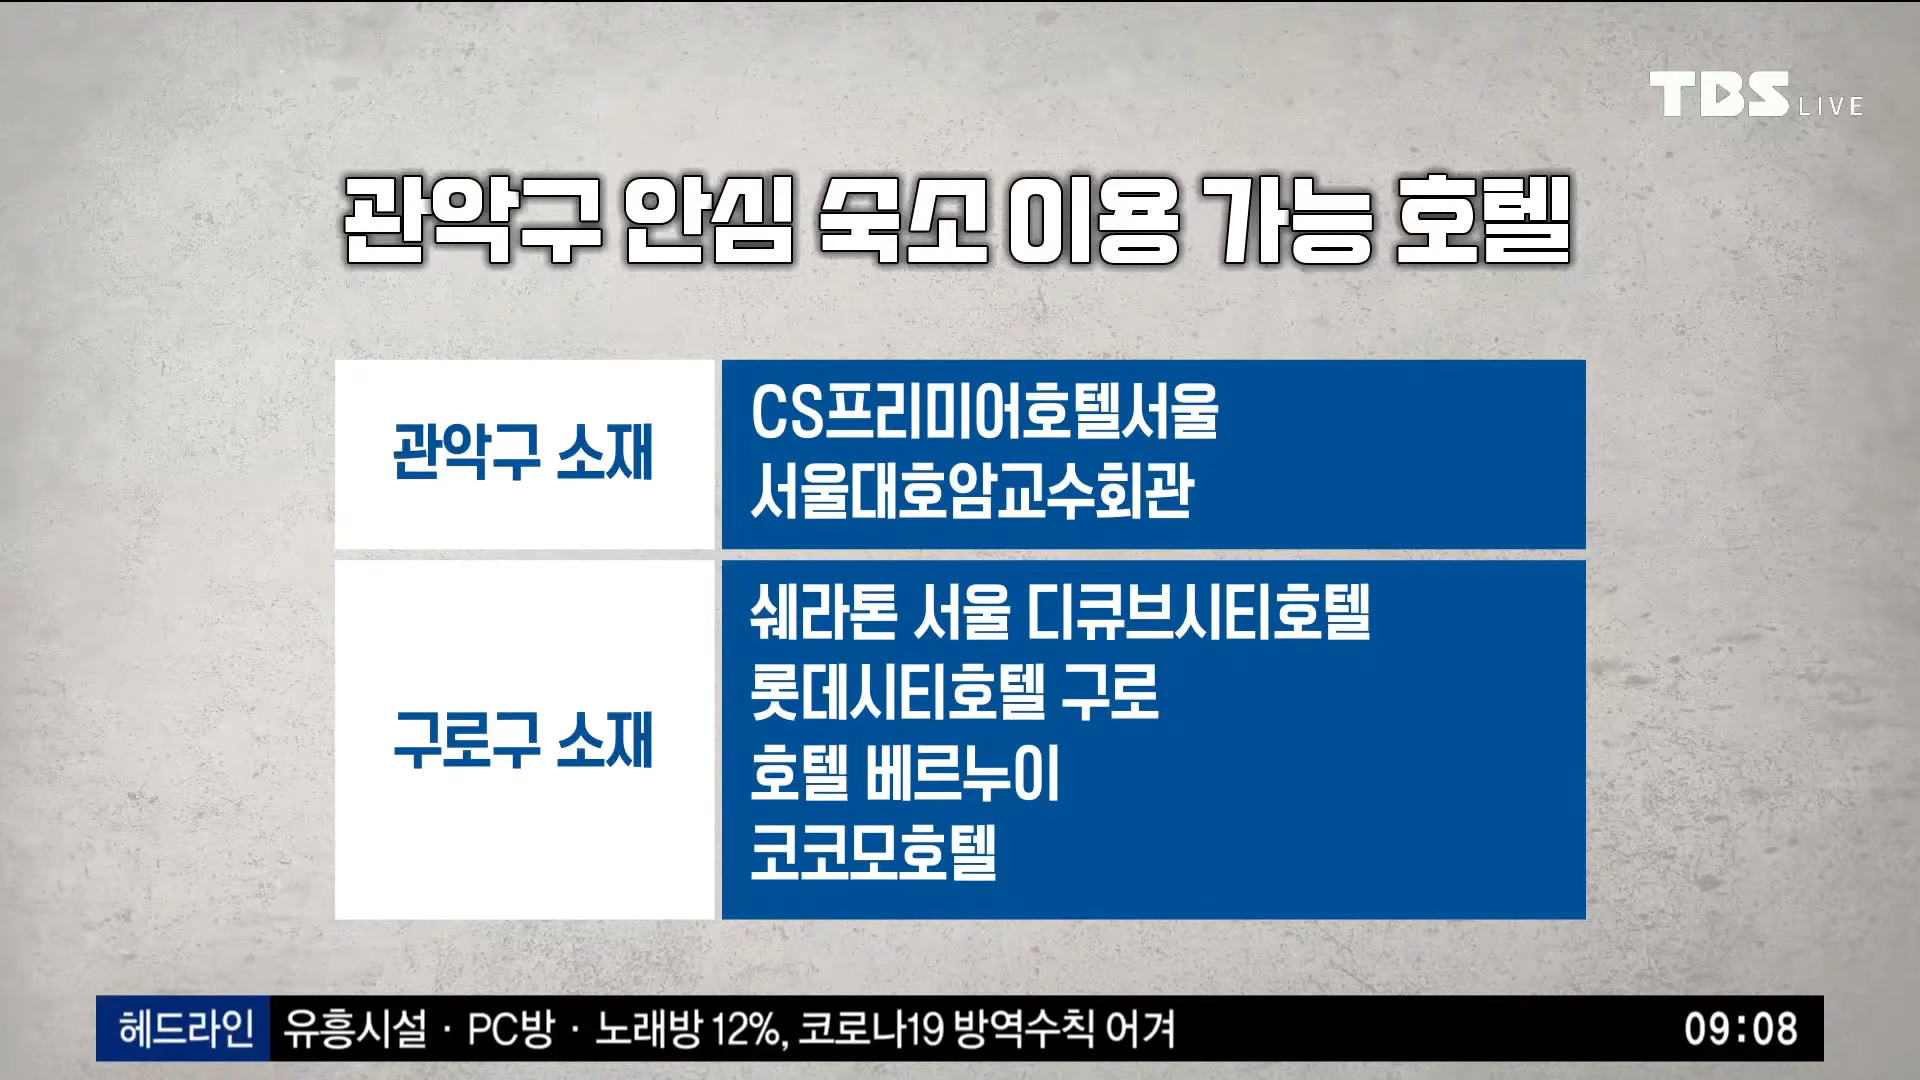 TBS LIVE
관악구 안심 숙소 이용 가능 호텔
관악구 소재
CS프리미어호텔서울
서울대호암교수회관
구로구 소재
쉐라톤 서울 디큐브시티호텔
롯데시티호텔 구로
호텔 베르누이
코코모호텔
헤드라인 유흥시설 · PC방 · 노래방 12%, 코로나19 방역수칙 어겨 09:08